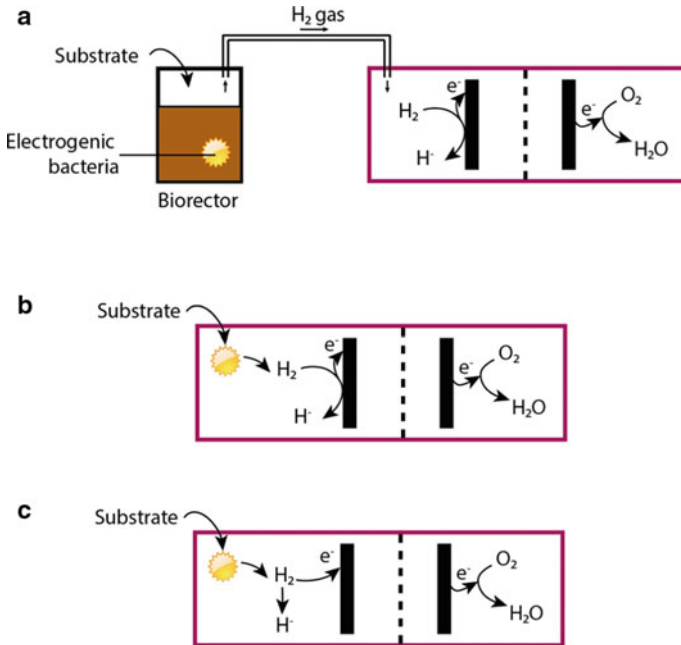 a
H₂ gas
Substrate
Electrogenic
bacteria
Biorector
H₂
e⁻
H⁻
e⁻
O₂
H₂O
b
Substrate
H₂
e⁻
H⁻
e⁻
O₂
H₂O
c
Substrate
H₂
e⁻
H⁻
e⁻
O₂
H₂O